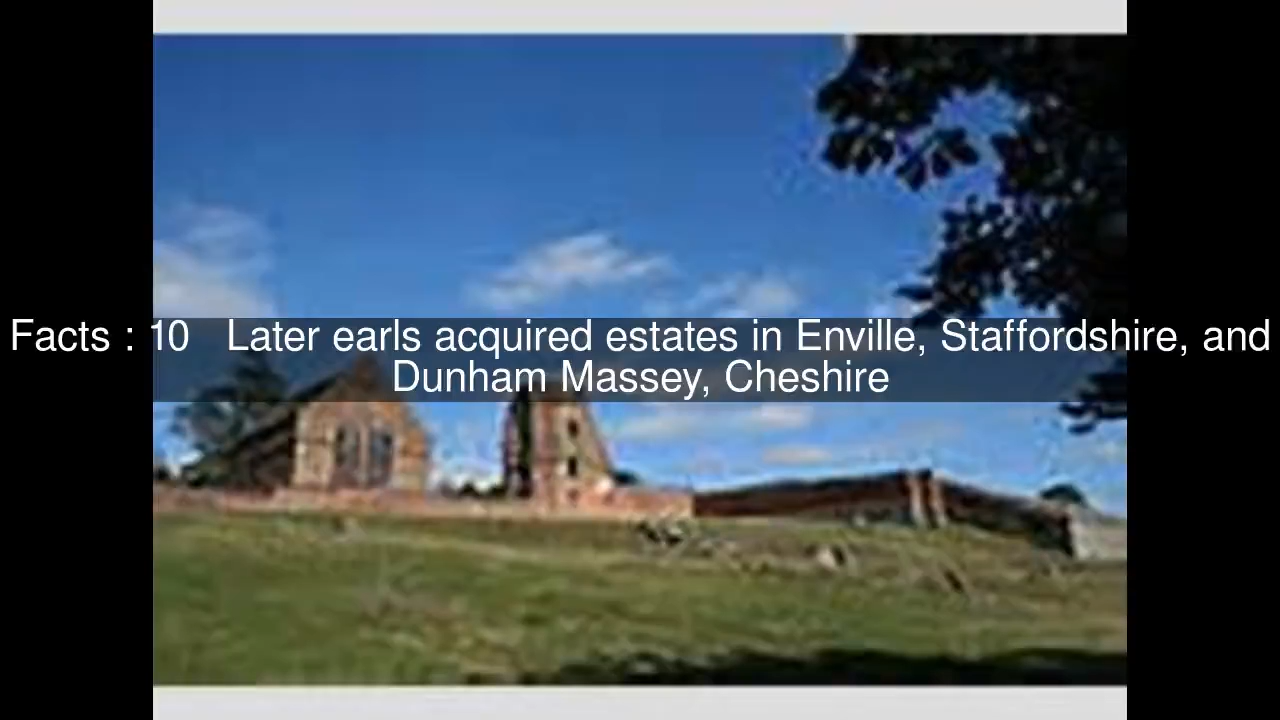 Facts : 10 Later earls acquired estates in Enville, Staffordshire, and
Dunham Massey, Cheshire